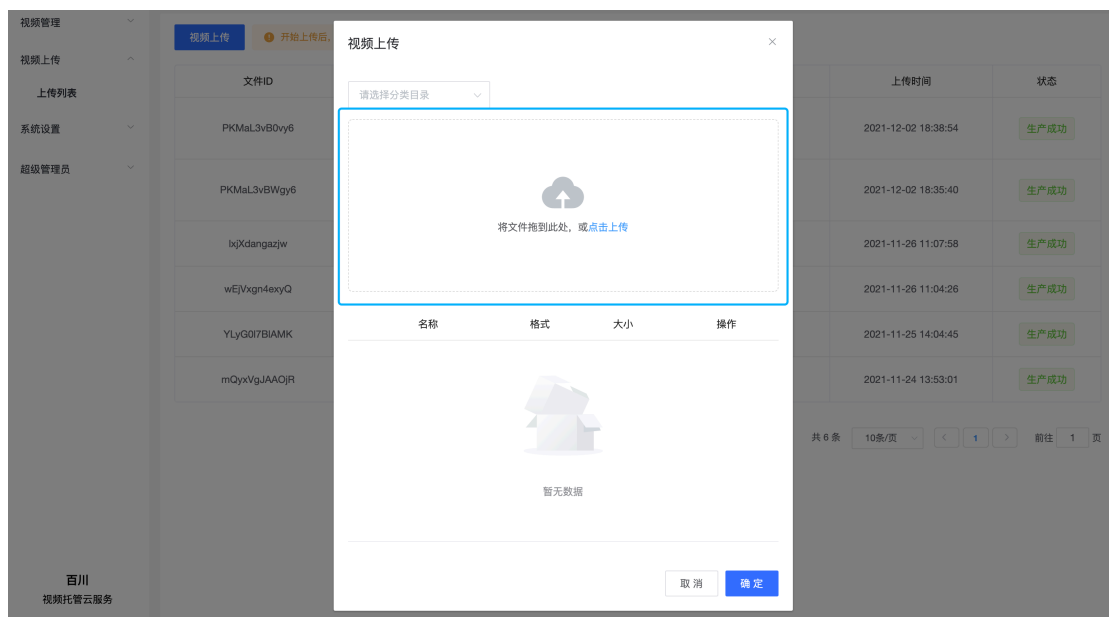 视频管理
视频上传
上传列表
系统设置
超级管理员
百川
视频托管云服务
视频上传
开始上传后,
文件ID
上传时间
状态
PKMaL3vB0vy6
2021-12-02 18:38:54
生产成功
PKMaL3vBWgy6
2021-12-02 18:35:40
生产成功
lxjXdangazjw
2021-11-26 11:07:58
生产成功
wEjVxgn4exyQ
2021-11-26 11:04:26
生产成功
YLyG0l7BlAMK
2021-11-25 14:04:45
生产成功
mQyxVgJAAOjR
2021-11-24 13:53:01
生产成功
共 6 条 10条/页 1 前往 1 页
视频上传
请选择分类目录
将文件拖到此处, 或点击上传
名称 格式 大小 操作
暂无数据
取消 确定